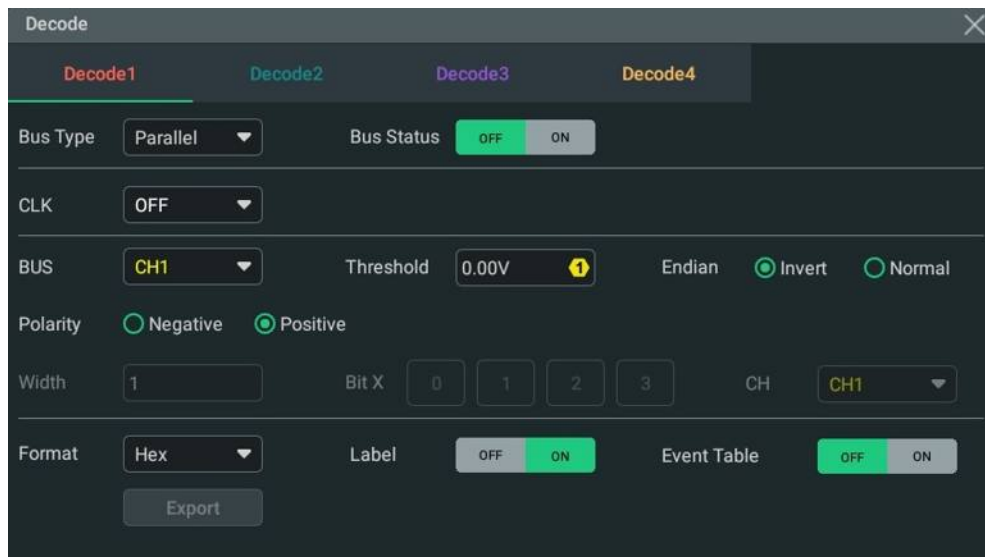 Decode
Decode1 Decode2 Decode3 Decode4
Bus Type Parallel Bus Status OFF ON
CLK OFF
BUS CH1 Threshold 0.00V 1 Endian Invert Normal
Polarity Negative Positive
Width 1 Bit X 0 1 2 3 CH CH1
Format Hex Label OFF ON Event Table OFF ON
Export